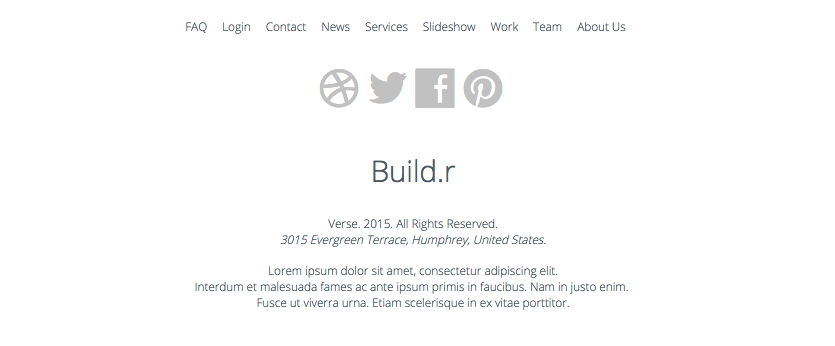 FAQ Login Contact News Services Slideshow Work Team About Us
Build.r
Verse. 2015. All Rights Reserved.
3015 Evergreen Terrace, Humphrey, United States.
Lorem ipsum dolor sit amet, consectetur adipiscing elit.
Interdum et malesuada fames ac ante ipsum primis in faucibus. Nam in justo enim.
Fusce ut viverra urna. Etiam scelerisque in ex vitae porttitor.